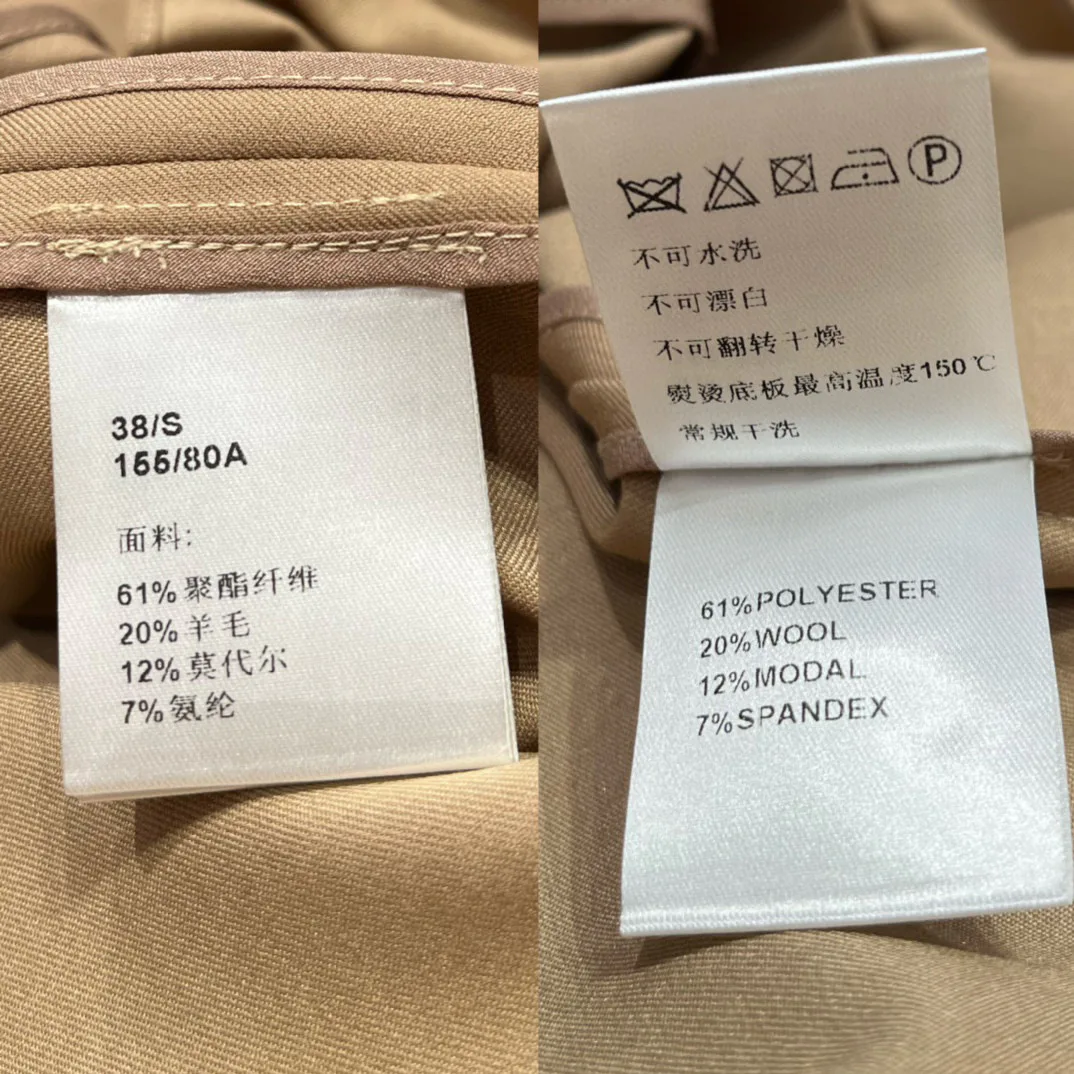 38/S
155/80A
面料:
61%聚酯纤维
20%羊毛
12%莫代尔
7%氨纶
P
不可水洗
不可漂白
不可翻转干燥
熨烫底板最高温度150℃
常规干洗
61%POLYESTER
20%WOOL
12%MODAL
7%SPANDEX